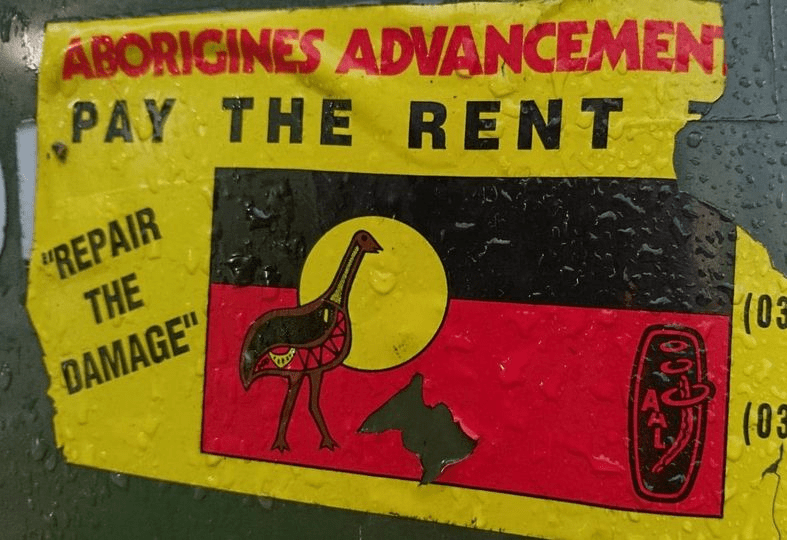 ABORIGINES ADVANCEMENT
PAY THE RENT
"REPAIR
THE
DAMAGE"
(03
(03
AAL